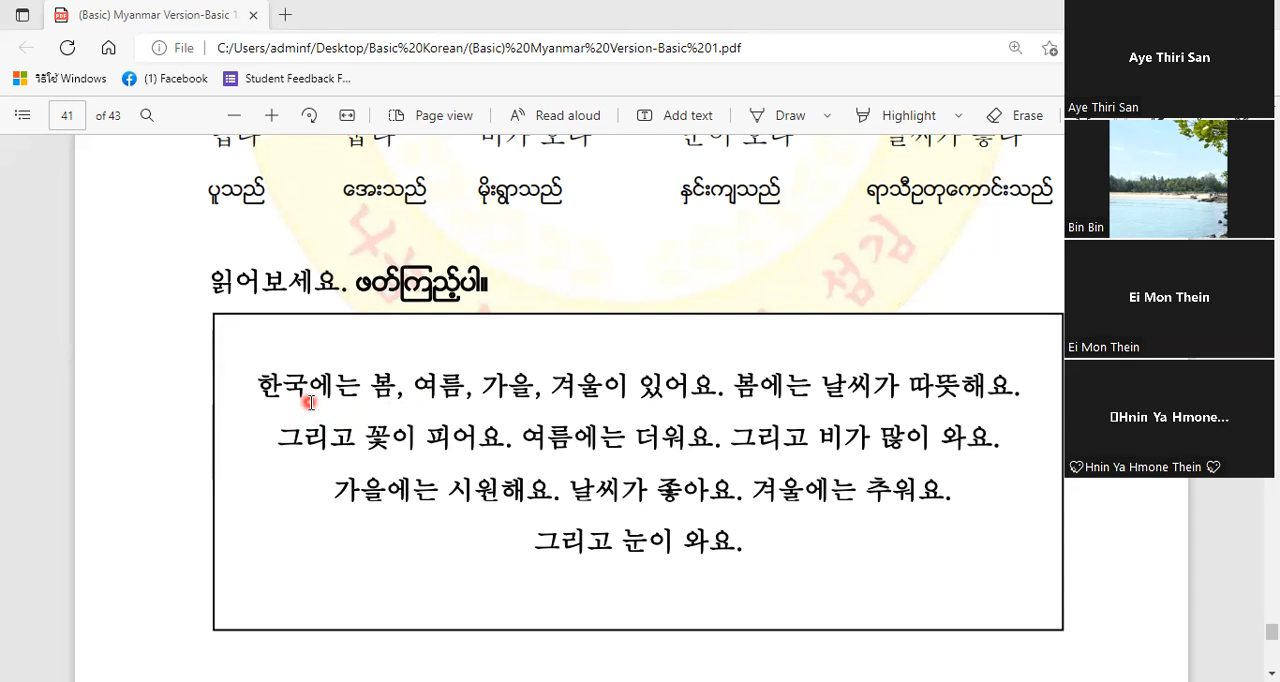 (Basic) Myanmar Version-Basic 1
File
C:/Users/adminf/Desktop/Basic%20Korean/(Basic)%20Myanmar%20Version-Basic%201.pdf
วิธีใช้ Windows
(1) Facebook
Student Feedback F...
41
of 43
Page view
Read aloud
Add text
Draw
Highlight
Erase
ပူသည်
အေးသည်
မိုးရွာသည်
နှင်းကျသည်
ရာသီဥတုကောင်းသည်
읽어보세요. ဖတ်ကြည့်ပါ။
섬김
한국에는 봄, 여름, 가을, 겨울이 있어요. 봄에는 날씨가 따뜻해요.
그리고 꽃이 피어요. 여름에는 더워요. 그리고 비가 많이 와요.
가을에는 시원해요. 날씨가 좋아요. 겨울에는 추워요.
그리고 눈이 와요.
Aye Thiri San
Aye Thiri San
Bin Bin
Ei Mon Thein
Ei Mon Thein
Hnin Ya Hmone...
Hnin Ya Hmone Thein